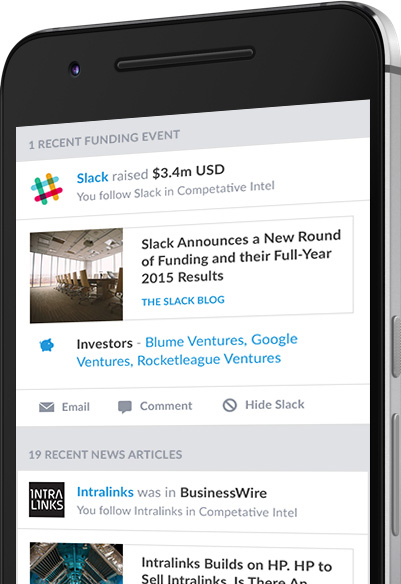 1 RECENT FUNDING EVENT
Slack raised $3.4m USD
You follow Slack in Competative Intel
Slack Announces a New Round
of Funding and their Full-Year
2015 Results
THE SLACK BLOG
Investors - Blume Ventures, Google
Ventures, Rocketleague Ventures
Email Comment Hide Slack
19 RECENT NEWS ARTICLES
INTRA
LINKS
Intralinks was in BusinessWire
You follow Intralinks in Competative Intel
Intralinks Builds on HP. HP to
Sell Intralinks. Is There An